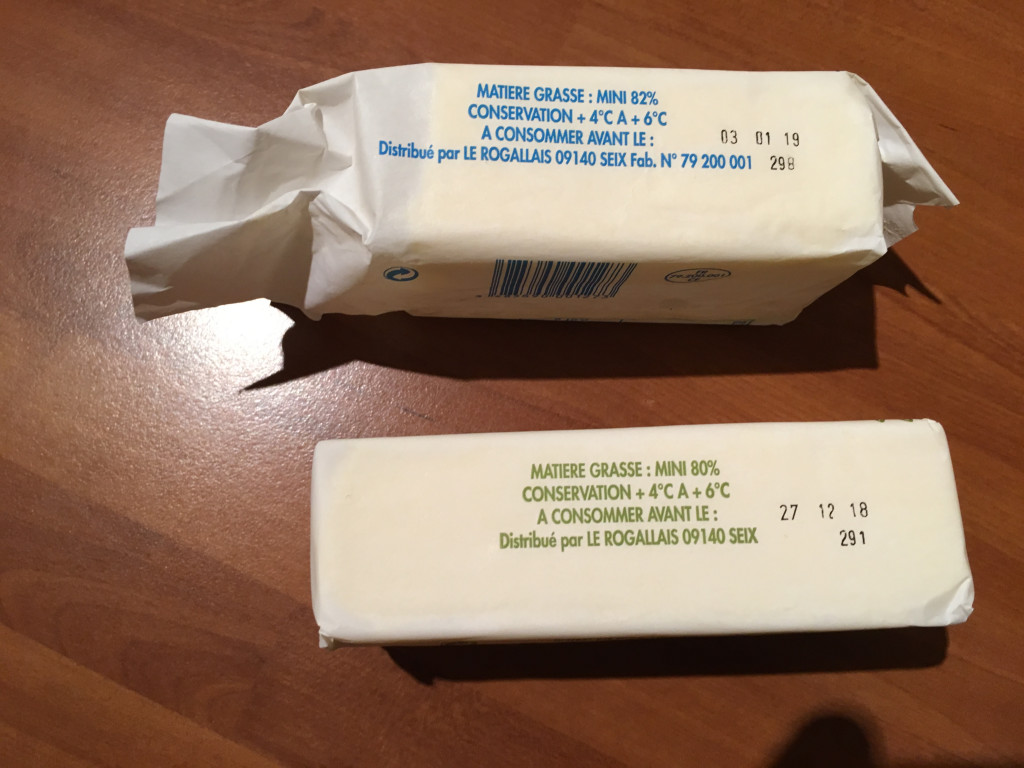 MATIERE GRASSE : MINI 82%
CONSERVATION + 4°C A + 6°C
A CONSOMMER AVANT LE : 03 01 19
Distribué par LE ROGALLAIS 09140 SEIX Fab. N° 79 200 001 298
MATIERE GRASSE : MINI 80%
CONSERVATION + 4°C A + 6°C
A CONSOMMER AVANT LE : 27 12 18
Distribué par LE ROGALLAIS 09140 SEIX 291